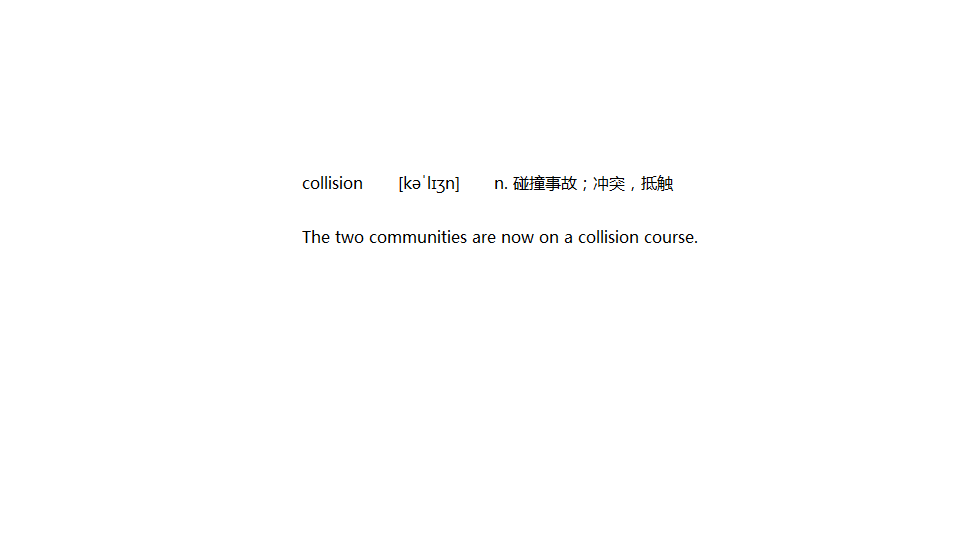 collision [kəˈlɪʒn] n. 碰撞事故；冲突，抵触
The two communities are now on a collision course.